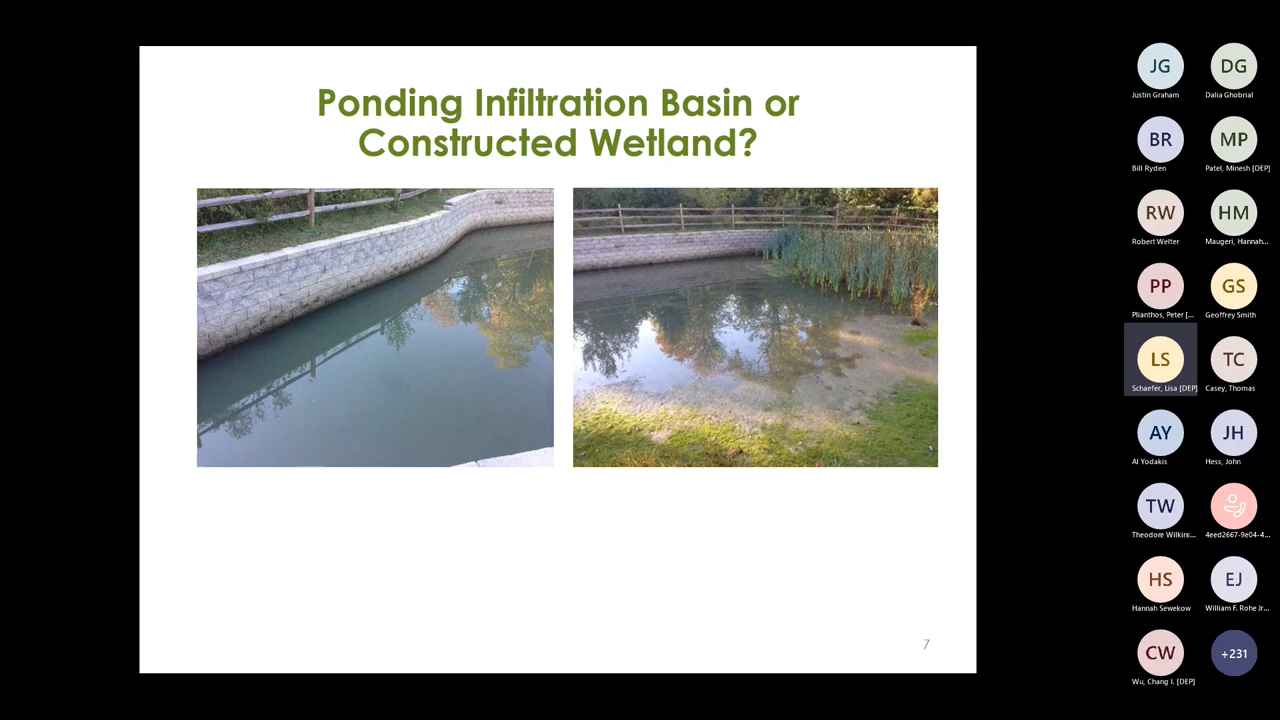 Ponding Infiltration Basin or
Constructed Wetland?
7
JG
Justin Graham
DG
Dalia Ghobrial
BR
Bill Ryden
MP
Patel, Minesh [DEP]
RW
Robert Welter
HM
Maugeri, Hannah...
PP
Plianthos, Peter [...
GS
Geoffrey Smith
LS
Schaefer, Lisa [DEP]
TC
Casey, Thomas
AY
Al Yodakis
JH
Hess, John
TW
Theodore Wilkins...
4eed2667-9e04-4...
HS
Hannah Sewekow
EJ
William F. Rohe Jr...
CW
Wu, Chang I. [DEP]
+231